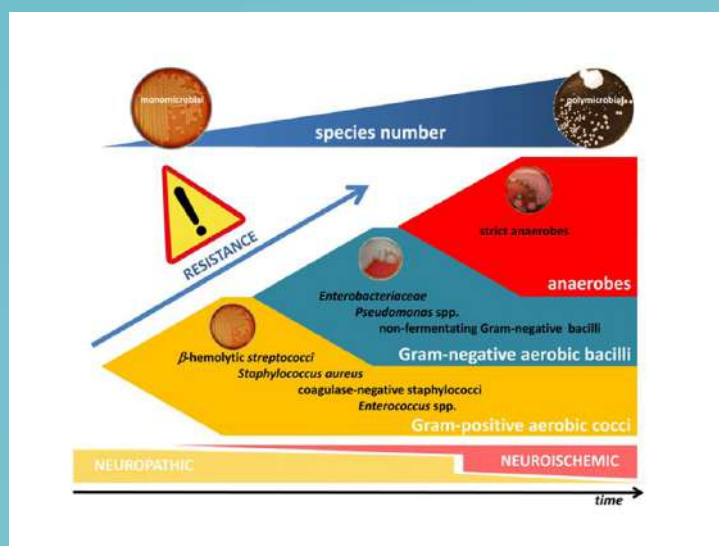 monomicrobial
polymicrobial
species number
RESISTANCE
strict anaerobes
anaerobes
Enterobacteriaceae
Pseudomonas spp.
non-fermentating Gram-negative bacilli
Gram-negative aerobic bacilli
β-hemolytic streptococci
Staphylococcus aureus
coagulase-negative staphylococci
Enterococcus spp.
Gram-positive aerobic cocci
NEUROPATHIC
NEUROISCHEMIC
time